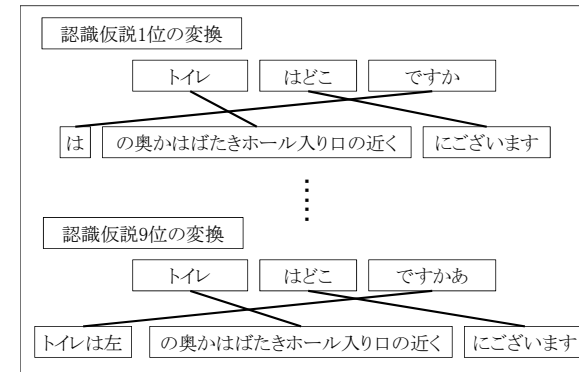 認識仮説1位の変換
トイレ はどこ ですか
は の奥かはばたきホール入り口の近く にございます
認識仮説9位の変換
トイレ はどこ ですかあ
トイレは左 の奥かはばたきホール入り口の近く にございます